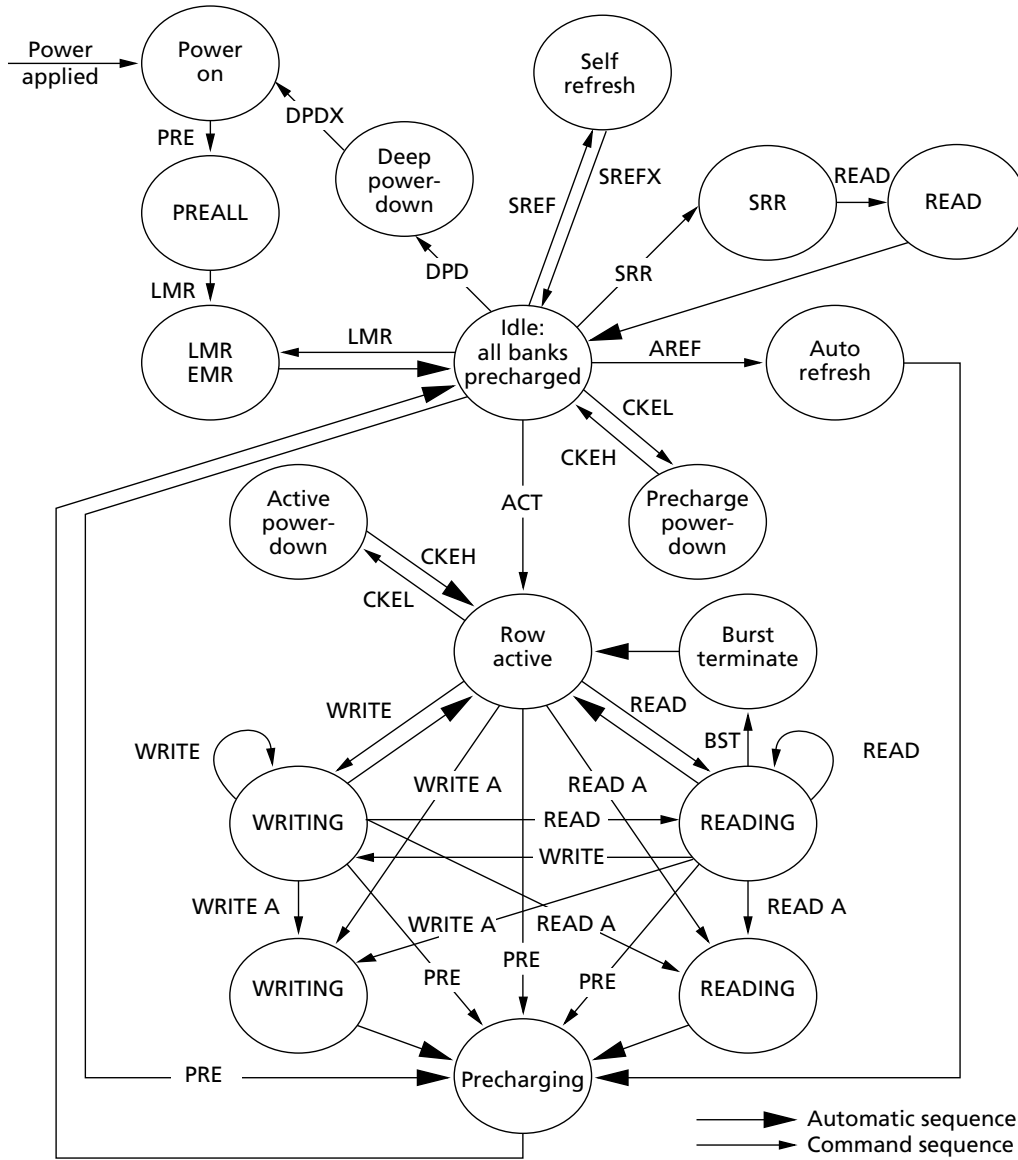 Power
applied
Power
on
Self
refresh
PRE
DPDX
Deep
power-
down
SREF
SREFX
SRR
READ
READ
PREALL
LMR
DPD
SRR
LMR
EMR
LMR
Idle:
all banks
precharged
AREF
Auto
refresh
CKEL
CKEH
Active
power-
down
ACT
Precharge
power-
down
CKEH
CKEL
Row
active
Burst
terminate
WRITE
READ
BST
WRITE
READ
WRITE A
READ A
WRITING
READ
READING
WRITE
WRITE A
READ A
WRITE A
READ A
WRITING
PRE
PRE
PRE
READING
PRE
Precharging
Automatic sequence
Command sequence